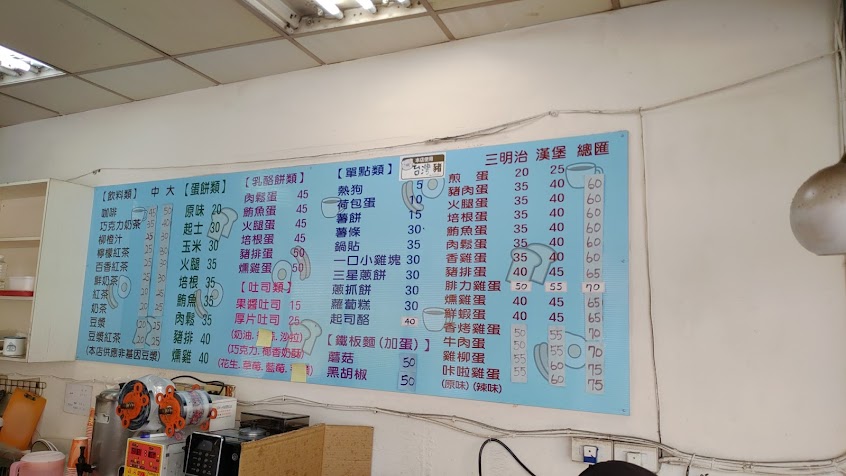 【飲料類】 中 大
咖啡
巧克力奶茶
柳橙汁
檸檬紅茶
百香紅茶
鮮奶茶
紅茶
奶茶
豆漿
豆漿紅茶
(本店供應非基因豆漿)
【蛋餅類】
原味 20
起士 30
玉米 30
火腿 35
培根 35
鮪魚 35
肉鬆 35
豬排 40
燻雞 40
【乳酪餅類】
肉鬆蛋 45
鮪魚蛋 45
火腿蛋 45
培根蛋 45
豬排蛋 50
燻雞蛋 50
【吐司類】
果醬吐司 15
厚片吐司 25
(奶油, 沙拉)
(巧克力, 椰香奶酥)
(花生, 草莓, 藍莓,
【單點類】
熱狗 5
荷包蛋 10
薯餅 15
薯條 30
鍋貼 35
一口小雞塊 30
三星蔥餅 30
蔥抓餅 30
蘿蔔糕 30
起司酪 40
【鐵板麵(加蛋)】
蘑菇 50
黑胡椒 50
本店使用
台灣豬
三明治 漢堡 總匯
煎蛋 20 25
豬肉蛋 35 40 60
火腿蛋 35 40 60
培根蛋 35 40 60
鮪魚蛋 35 40 60
肉鬆蛋 35 40 60
香雞蛋 35 40 60
豬排蛋 40 45 65
腓力雞蛋 50 55 70
燻雞蛋 40 45 65
鮮蝦蛋 40 45 65
香烤雞蛋 50 55 70
牛肉蛋 50 55 70
雞柳蛋 55 60 75
咔啦雞蛋 55 60 75
(原味) (辣味)